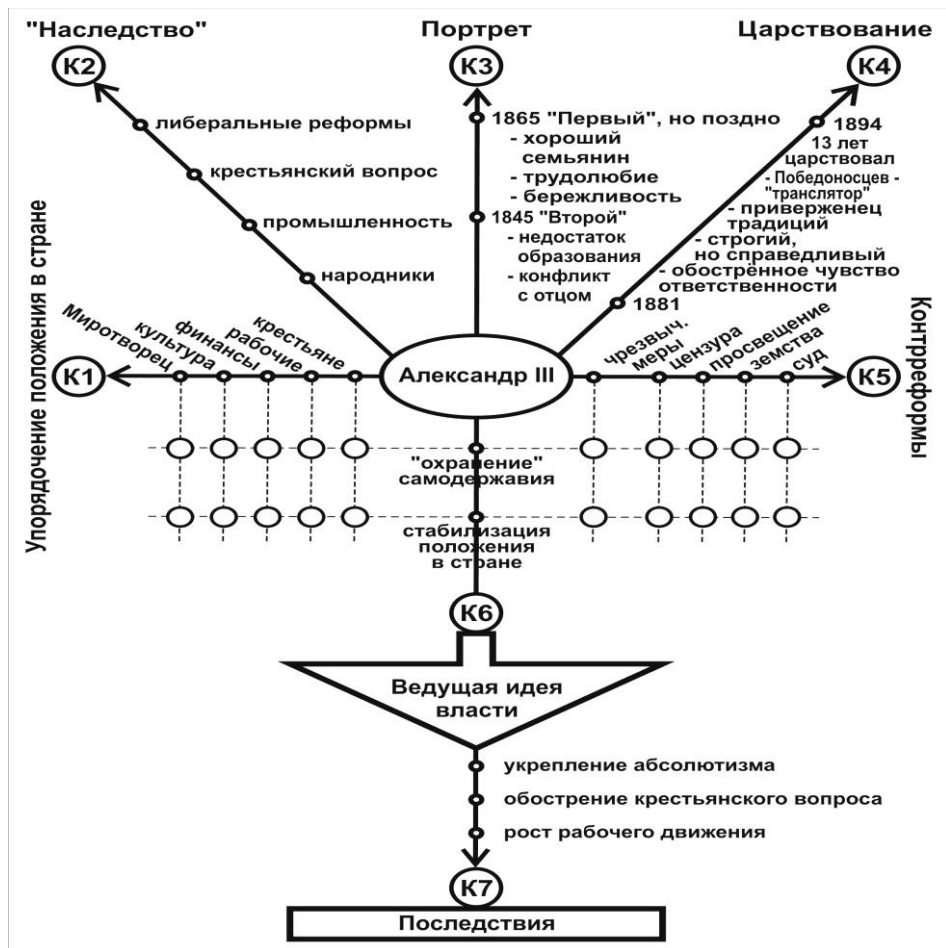 "Наследство"
Портрет
Царствование
К2
К3
К4
либеральные реформы
крестьянский вопрос
промышленность
народники
1865 "Первый", но поздно
- хороший
семьянин
- трудолюбие
- бережливость
1845 "Второй"
- недостаток
образования
- конфликт
с отцом
1894
13 лет
царствовал
- Победоносцев -
"транслятор"
- приверженец
традиций
- строгий,
но справедливый
- обострённое чувство
ответственности
1881
Упорядочение положения в стране
К1
Миротворец
культура
финансы
рабочие
крестьяне
Александр III
чрезвыч.
меры
цензура
просвещение
земства
суд
К5
Контрреформы
"охранение"
самодержавия
стабилизация
положения
в стране
К6
Ведущая идея
власти
укрепление абсолютизма
обострение крестьянского вопроса
рост рабочего движения
К7
Последствия